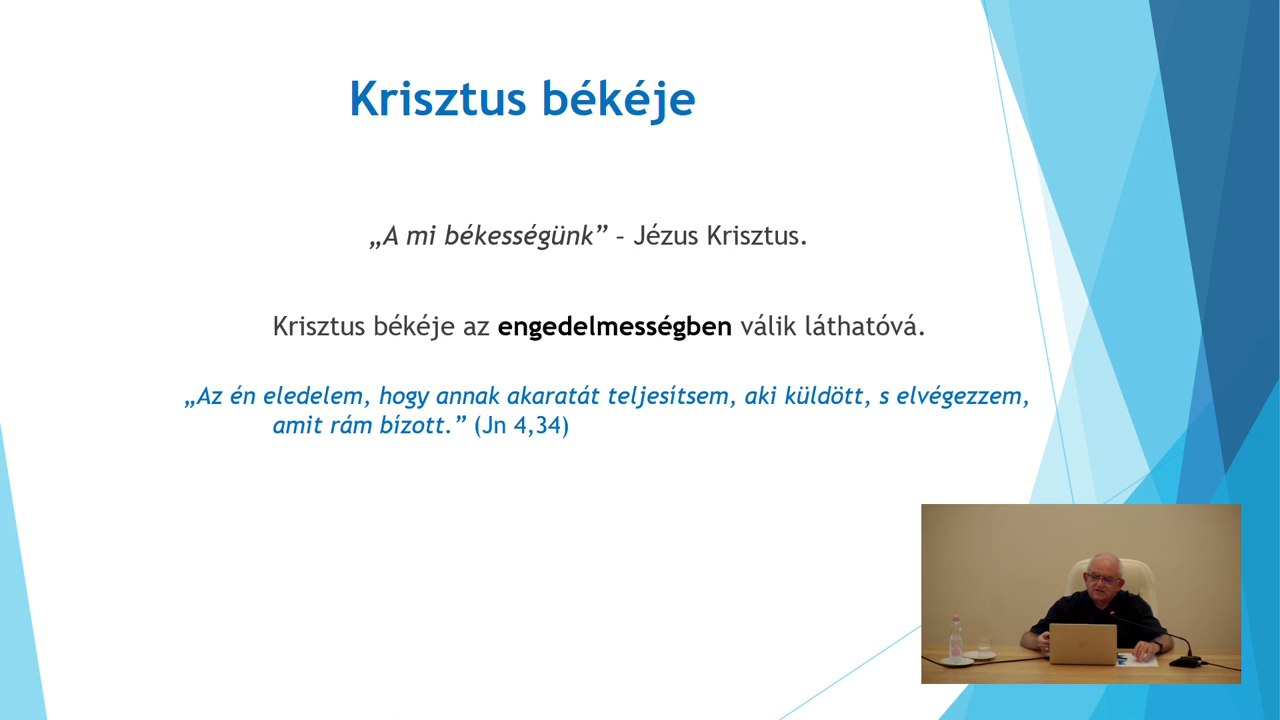 Krisztus békéje
„A mi békességünk” – Jézus Krisztus.
Krisztus békéje az engedelmességben válik láthatóvá.
„Az én eledelem, hogy annak akaratát teljesítsem, aki küldött, s elvégezzem,
amit rám bízott.” (Jn 4,34)